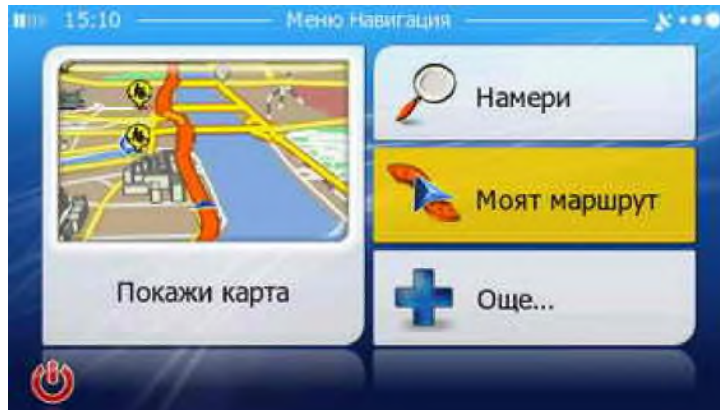 15:10
Меню Навигация
Намери
Моят маршрут
Покажи карта
Още...